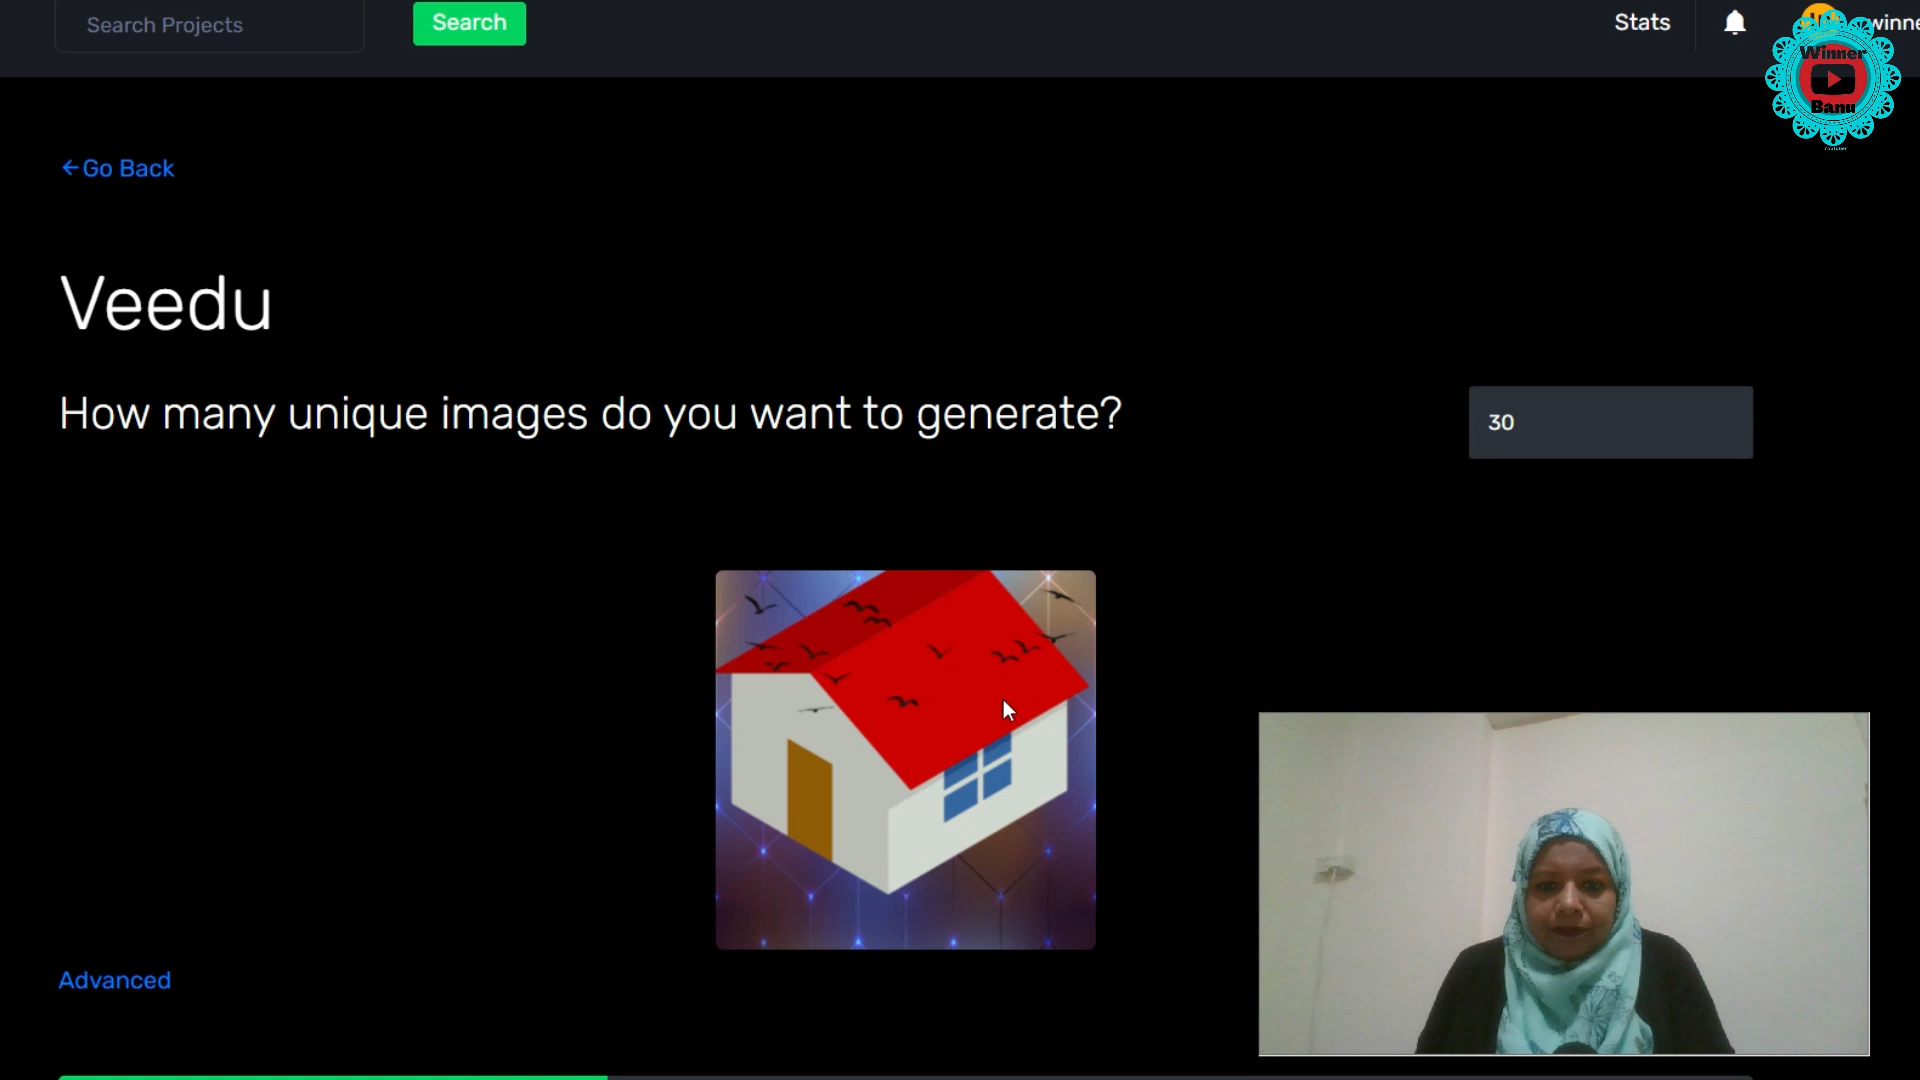 Search Projects
Search
Stats
winne
Winner
Banu
Go Back
Veedu
How many unique images do you want to generate?
30
Advanced